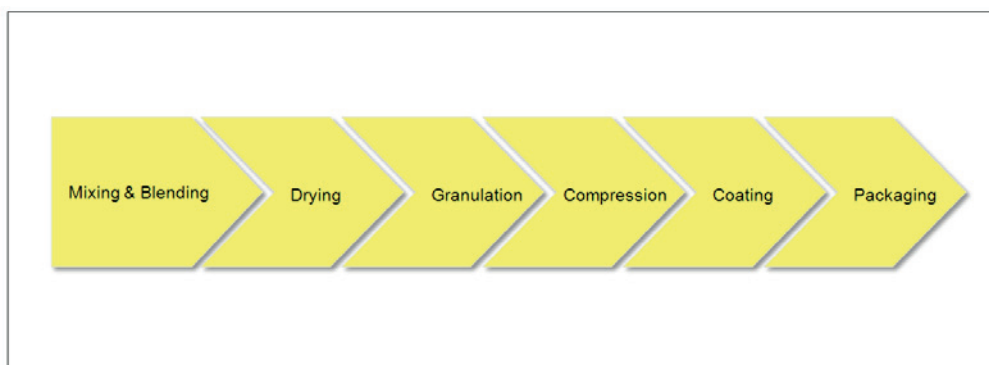 Mixing & Blending
Drying
Granulation
Compression
Coating
Packaging